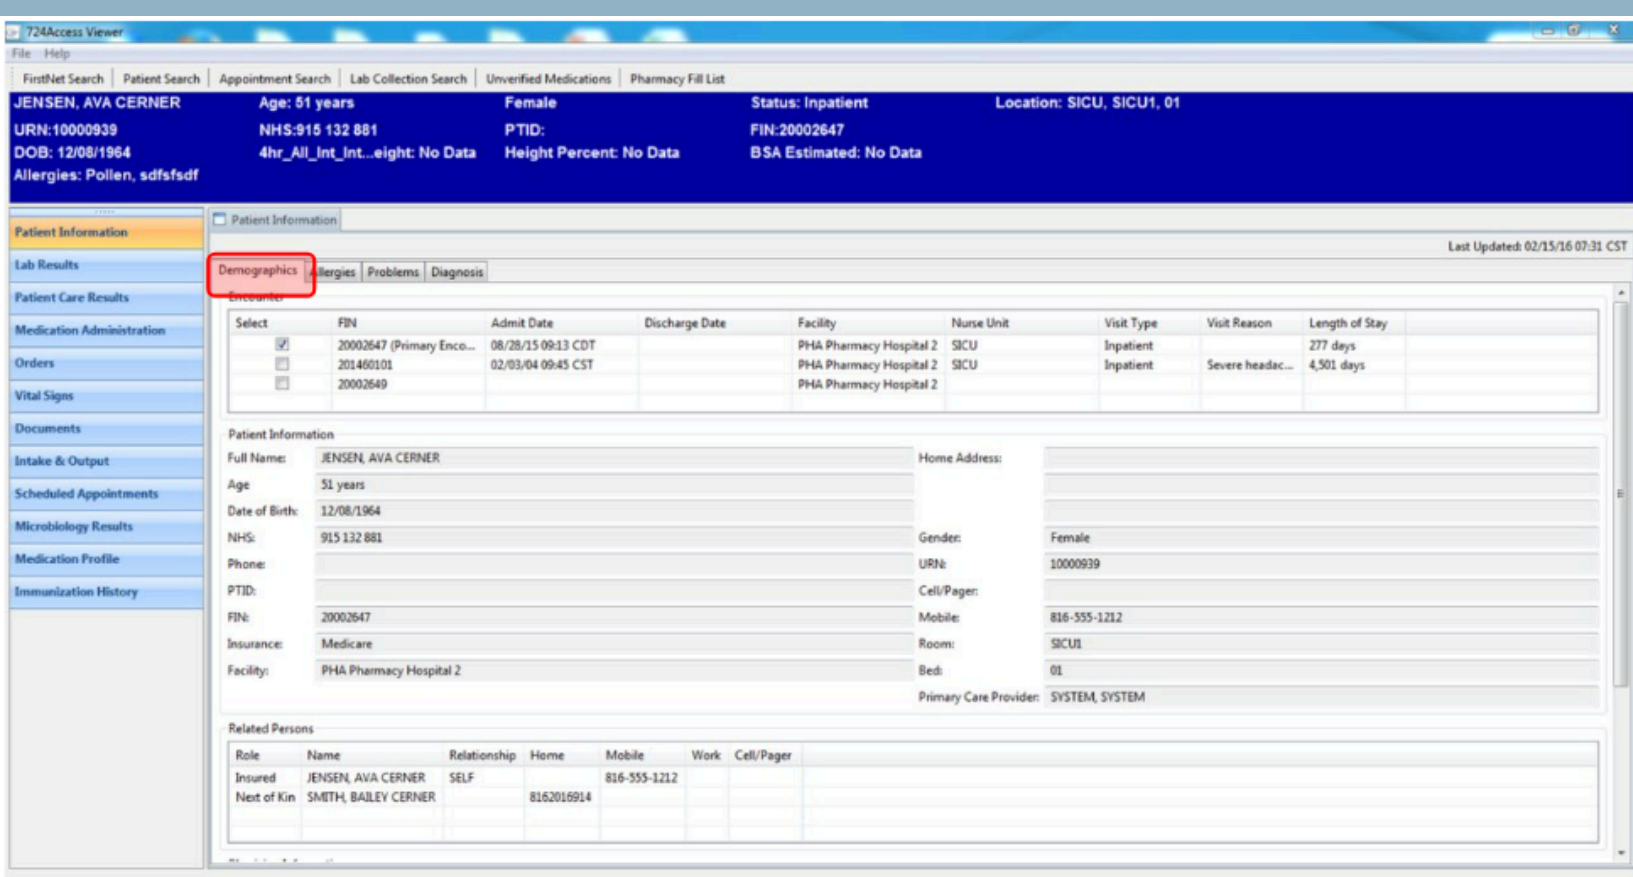 724Access Viewer
File Help
FirstNet Search Patient Search Appointment Search Lab Collection Search Unverified Medications Pharmacy Fill List
JENSEN, AVA CERNER Age: 51 years Female Status: Inpatient Location: SICU, SICU1, 01
URN:10000939 NHS:915 132 881 PTID: FIN:20002647
DOB: 12/08/1964 4hr_All_Int_Int...eight: No Data Height Percent: No Data BSA Estimated: No Data
Allergies: Pollen, sdfsfsdf
Patient Information
Lab Results
Patient Care Results
Medication Administration
Orders
Vital Signs
Documents
Intake & Output
Scheduled Appointments
Microbiology Results
Medication Profile
Immunization History
Patient Information
Last Updated: 02/15/16 07:31 CST
Demographics Allergies Problems Diagnosis
Encounter
Select FIN Admit Date Discharge Date Facility Nurse Unit Visit Type Visit Reason Length of Stay
20002647 (Primary Enco... 08/28/15 09:13 CDT PHA Pharmacy Hospital 2 SICU Inpatient 277 days
201460101 02/03/04 09:45 CST PHA Pharmacy Hospital 2 SICU Inpatient Severe headac... 4,501 days
20002649 PHA Pharmacy Hospital 2
Patient Information
Full Name: JENSEN, AVA CERNER Home Address:
Age 51 years
Date of Birth: 12/08/1964
NHS: 915 132 881 Gender: Female
Phone: URN: 10000939
PTID: Cell/Pager:
FIN: 20002647 Mobile: 816-555-1212
Insurance: Medicare Room: SICU1
Facility: PHA Pharmacy Hospital 2 Bed: 01
Primary Care Provider: SYSTEM, SYSTEM
Related Persons
Role Name Relationship Home Mobile Work Cell/Pager
Insured JENSEN, AVA CERNER SELF 816-555-1212
Next of Kin SMITH, BAILEY CERNER 8162016914